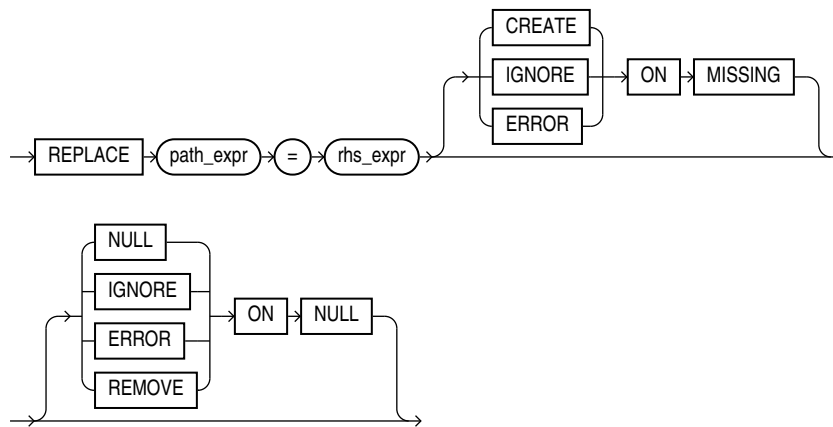 CREATE
IGNORE ON MISSING
ERROR
REPLACE path_expr = rhs_expr
NULL
IGNORE
ON NULL
ERROR
REMOVE